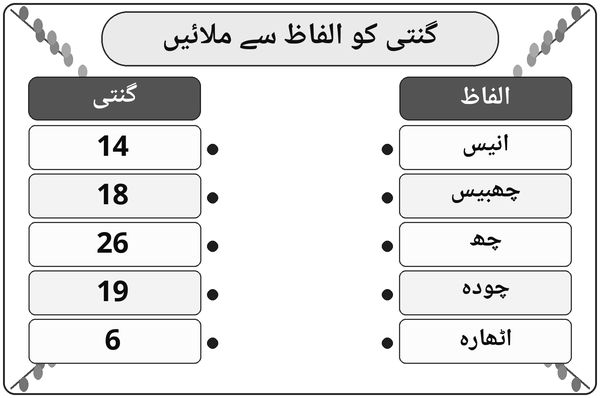 گنتی کو الفاظ سے ملائیں
الفاظ
گنتی
انیس
14
چھبیس
18
چھ
26
چودہ
19
اٹھارہ
6